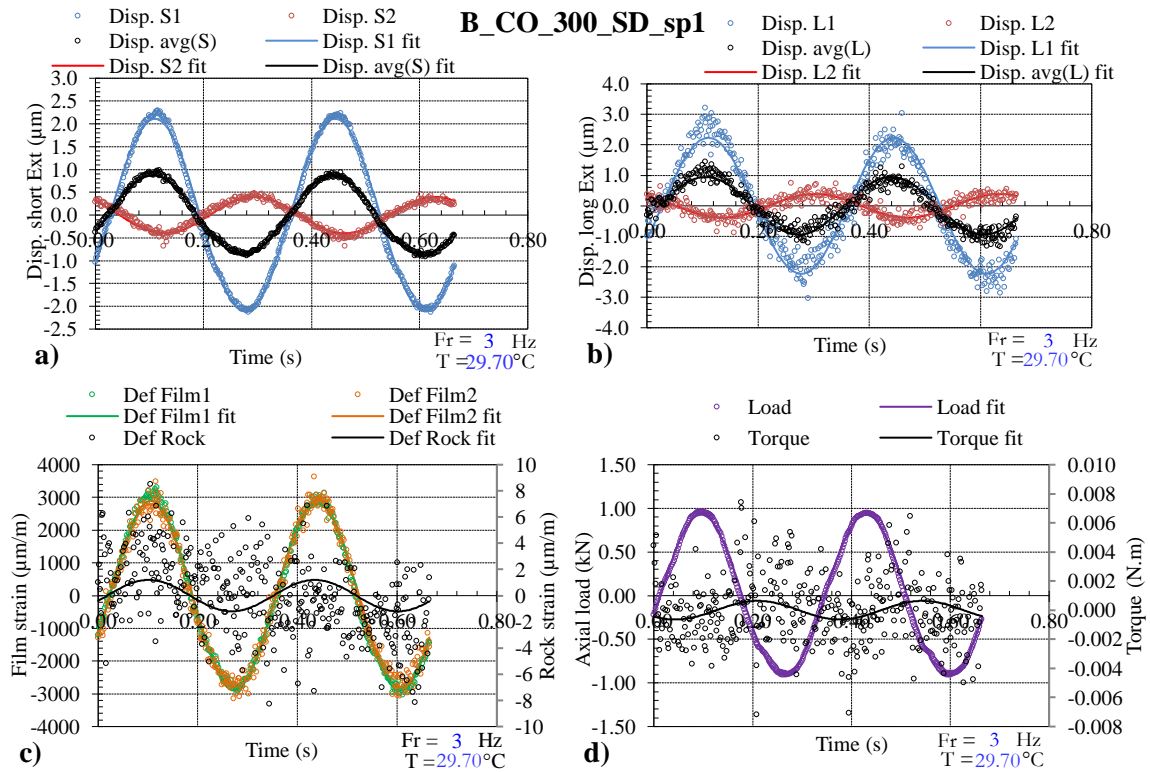 B_CO_300_SD_sp1
Disp. S1 Disp. S2
Disp. avg(S) Disp. S1 fit
Disp. S2 fit Disp. avg(S) fit
3.0
2.5
2.0
1.5
1.0
0.5
0.0
-0.5
-1.0
-1.5
-2.0
-2.5
Disp. short Ext (µm)
0.00 0.20 0.40 0.60 0.80
Time (s)
Fr = 3 Hz
T = 29.70 °C
a)
Disp. L1 Disp. L2
Disp. avg(L) Disp. L1 fit
Disp. L2 fit Disp. avg(L) fit
4.0
3.0
2.0
1.0
0.0
-1.0
-2.0
-3.0
-4.0
Disp. long Ext (µm)
0.00 0.20 0.40 0.60 0.80
Time (s)
Fr = 3 Hz
T = 29.70 °C
b)
Def Film1 Def Film2
Def Film1 fit Def Film2 fit
Def Rock Def Rock fit
4000
3000
2000
1000
0
-1000
-2000
-3000
-4000
Film strain (µm/m)
0.00 0.20 0.40 0.60 0.80
10
8
6
4
2
0
-2
-4
-6
-8
-10
Rock strain (µm/m)
Time (s)
Fr = 3 Hz
T = 29.70 °C
c)
Load Load fit
Torque Torque fit
1.50
1.00
0.50
0.00
-0.50
-1.00
-1.50
Axial load (kN)
0.00 0.20 0.40 0.60 0.80
0.010
0.008
0.006
0.004
0.002
0.000
-0.002
-0.004
-0.006
-0.008
Torque (N.m)
Time (s)
Fr = 3 Hz
T = 29.70 °C
d)